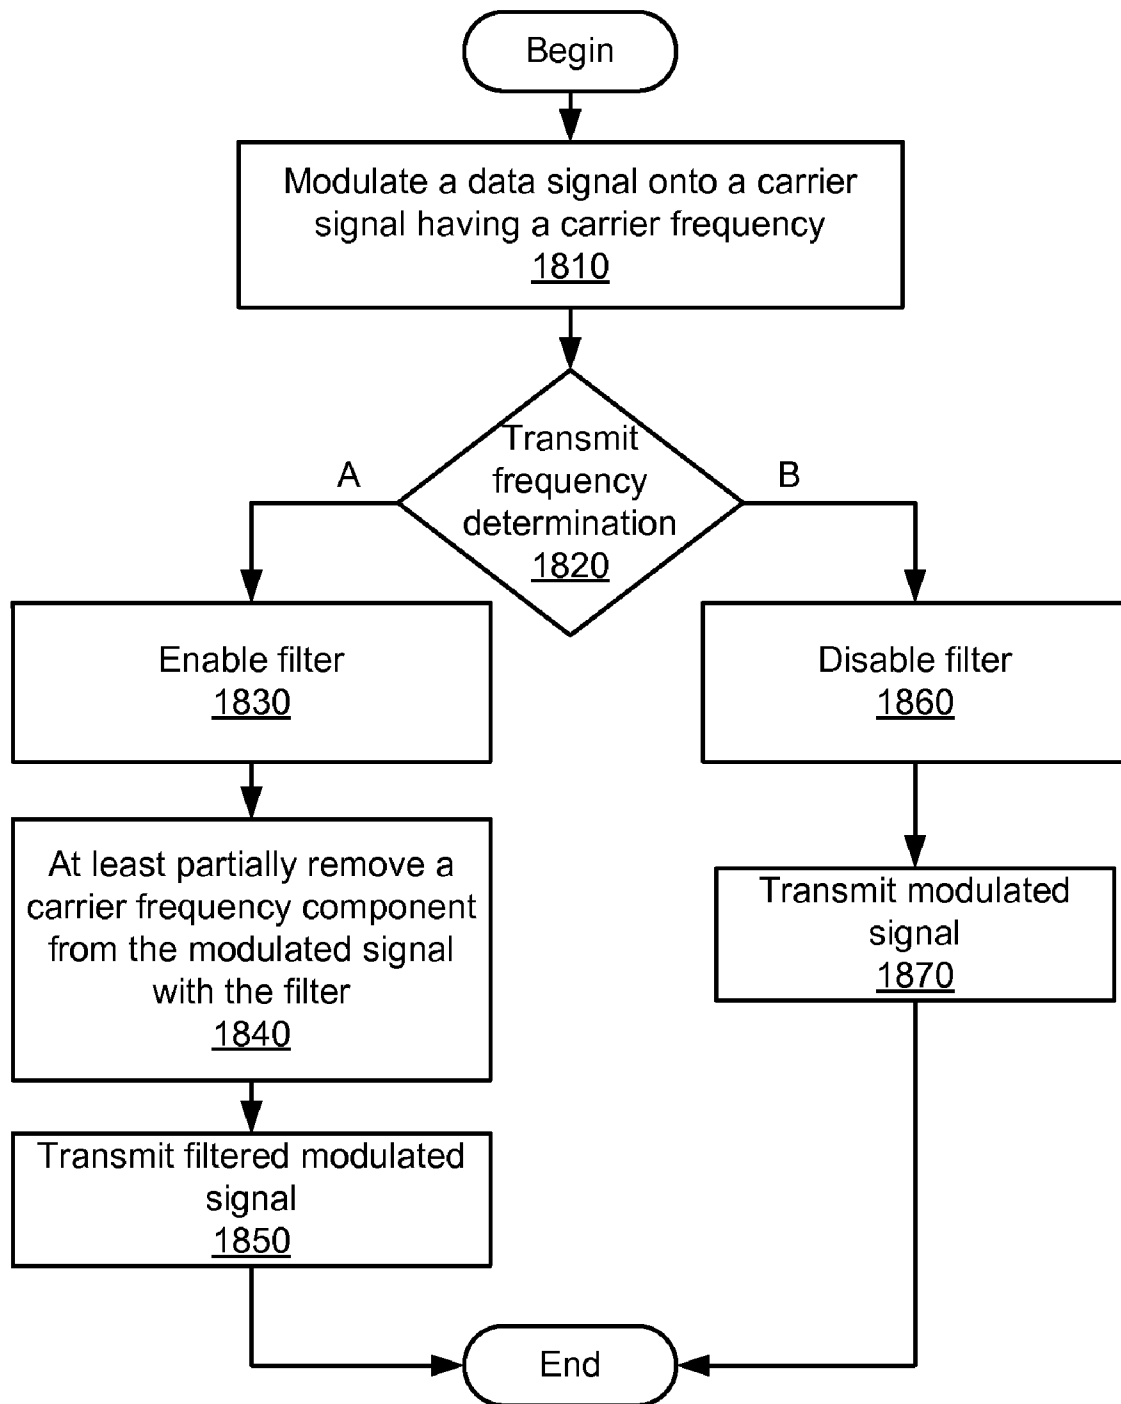 Begin
Modulate a data signal onto a carrier
signal having a carrier frequency
1810
Transmit
frequency
determination
1820
A
B
Enable filter
1830
At least partially remove a
carrier frequency component
from the modulated signal
with the filter
1840
Transmit filtered modulated
signal
1850
Disable filter
1860
Transmit modulated
signal
1870
End